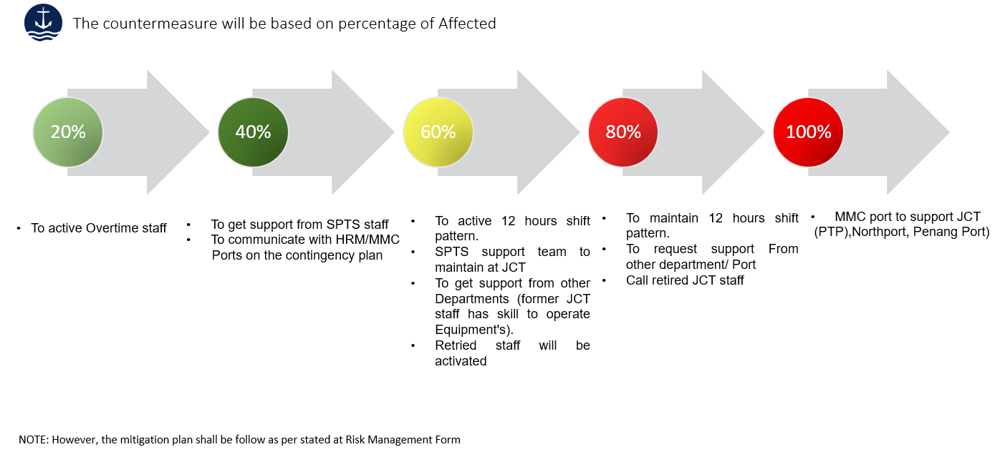 The countermeasure will be based on percentage of Affected
20%
40%
60%
80%
100%
• To active Overtime staff
• To get support from SPTS staff
• To communicate with HRM/MMC
Ports on the contingency plan
• To active 12 hours shift
pattern.
• SPTS support team to
maintain at JCT
• To get support from other
Departments (former JCT
staff has skill to operate
Equipment's).
• Retried staff will be
activated
• To maintain 12 hours shift
pattern.
• To request support From
other department/ Port
• Call retired JCT staff
• MMC port to support JCT
(PTP),Northport, Penang Port)
NOTE: However, the mitigation plan shall be follow as per stated at Risk Management Form